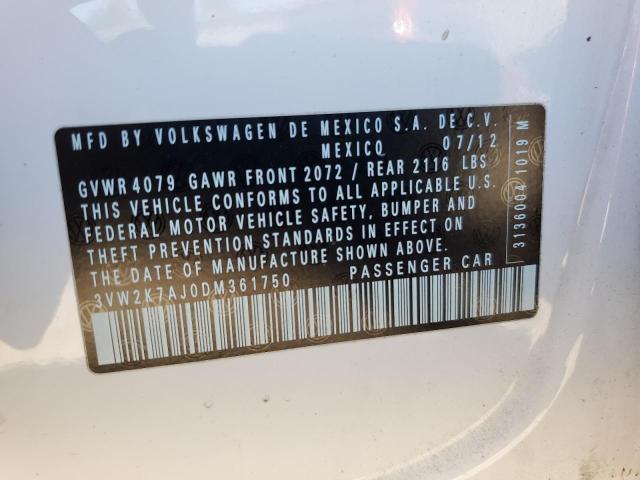 MFD BY VOLKSWAGEN DE MEXICO S.A. DE C.V.
MEXICO 07/12
GVWR 4079 GAWR FRONT 2072 / REAR 2116 LBS
THIS VEHICLE CONFORMS TO ALL APPLICABLE U.S.
FEDERAL MOTOR VEHICLE SAFETY, BUMPER AND
THEFT PREVENTION STANDARDS IN EFFECT ON
THE DATE OF MANUFACTURE SHOWN ABOVE.
3VW2K7AJ0DM361750 PASSENGER CAR
3136004 1019 M